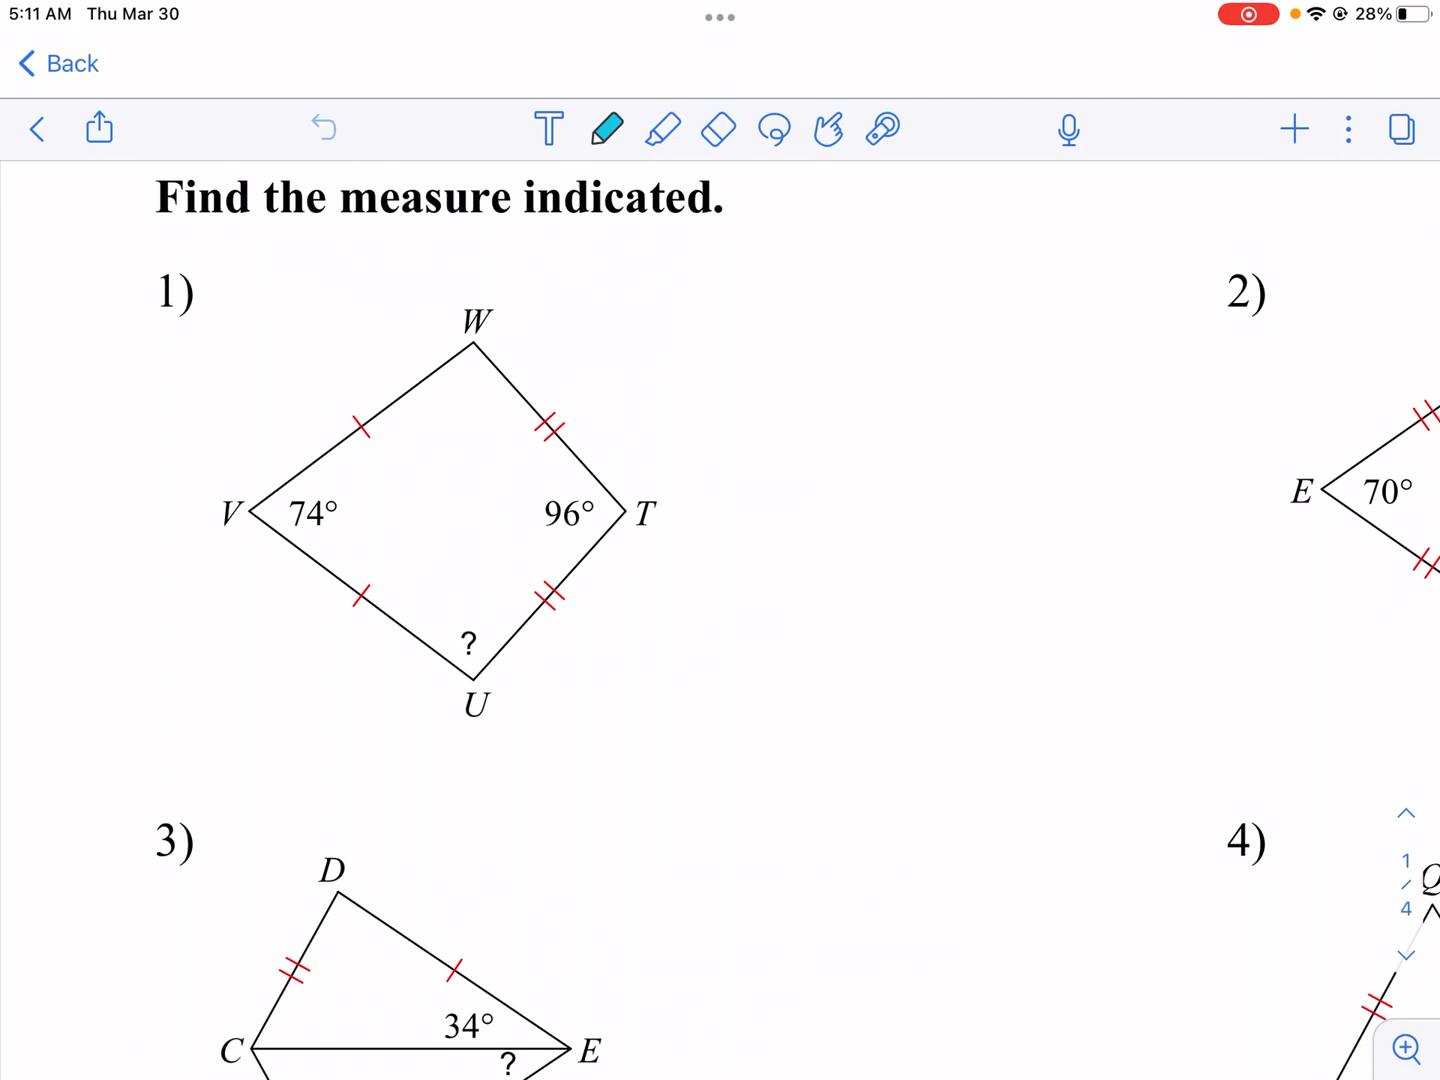 5:11 AM Thu Mar 30
28%
Back
Find the measure indicated.
1)
W
V 74° 96° T
?
U
2)
E 70°
3)
D
34°
C E
?
4)
Q
1
/
4